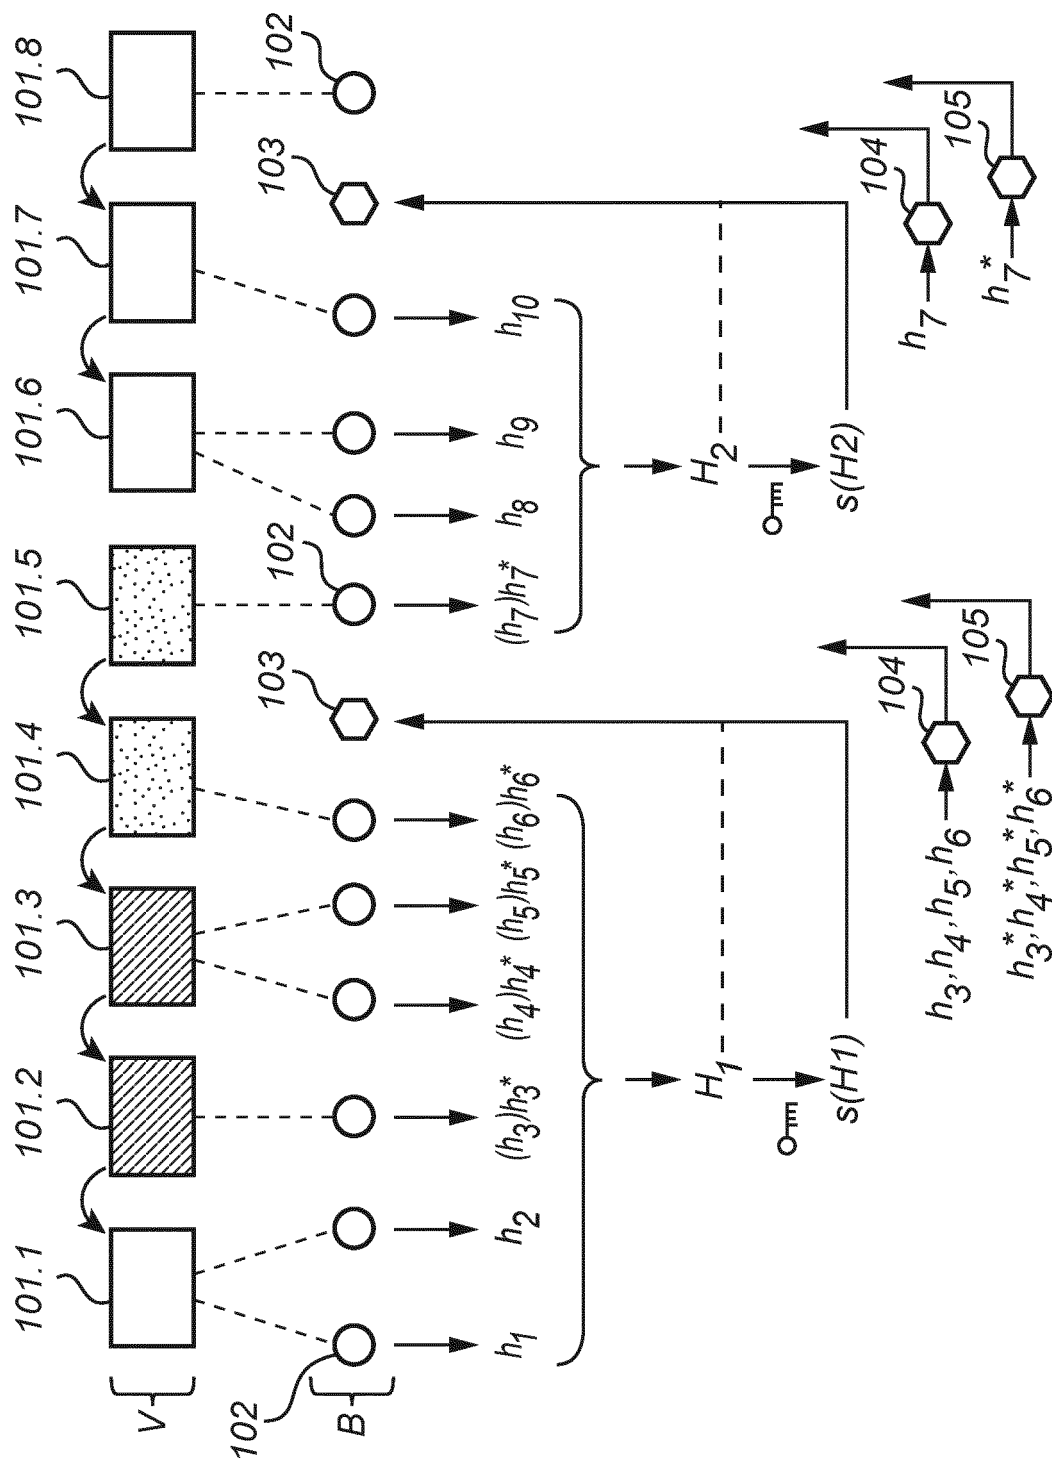 V
101.1
101.2
101.3
101.4
101.5
101.6
101.7
101.8
B
102
103
102
103
102
h1
h2
(h3)h3*
(h4)h4*
(h5)h5*
(h6)h6*
(h7)h7*
h8
h9
h10
H1
H2
s(H1)
s(H2)
h3,h4,h5,h6
104
h7
104
h3*,h4*,h5*,h6*
105
h7*
105